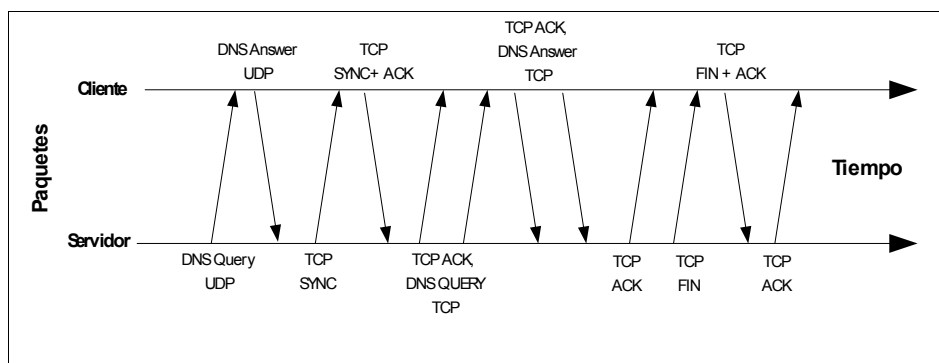 DNS Answer
UDP
TCP
SYNC+ ACK
TCP ACK,
DNS Answer
TCP
TCP
FIN + ACK
Cliente
Paquetes
Tiempo
Servidor
DNS Query
UDP
TCP
SYNC
TCP ACK,
DNS QUERY
TCP
TCP
ACK
TCP
FIN
TCP
ACK